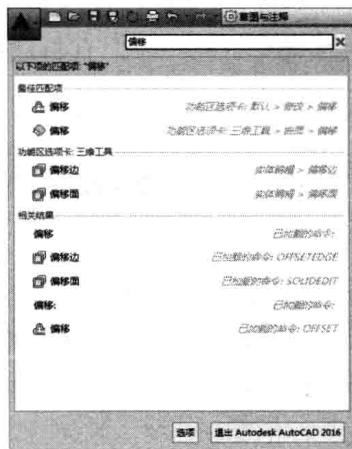 草图与注释
偏移
以下项的匹配项: "偏移"
最佳匹配项
偏移 功能区选项卡: 默认 > 修改 > 偏移
偏移 功能区选项卡: 三维工具 > 曲面 > 偏移
功能区选项卡: 三维工具
偏移边 实体编辑 > 偏移边
偏移面 实体编辑 > 偏移面
相关结果
偏移 已加载的命令:
偏移边 已加载的命令: OFFSETEDGE
偏移面 已加载的命令: SOLIDEDIT
偏移: 已加载的命令:
偏移 已加载的命令: OFFSET
选项 退出 Autodesk AutoCAD 2016